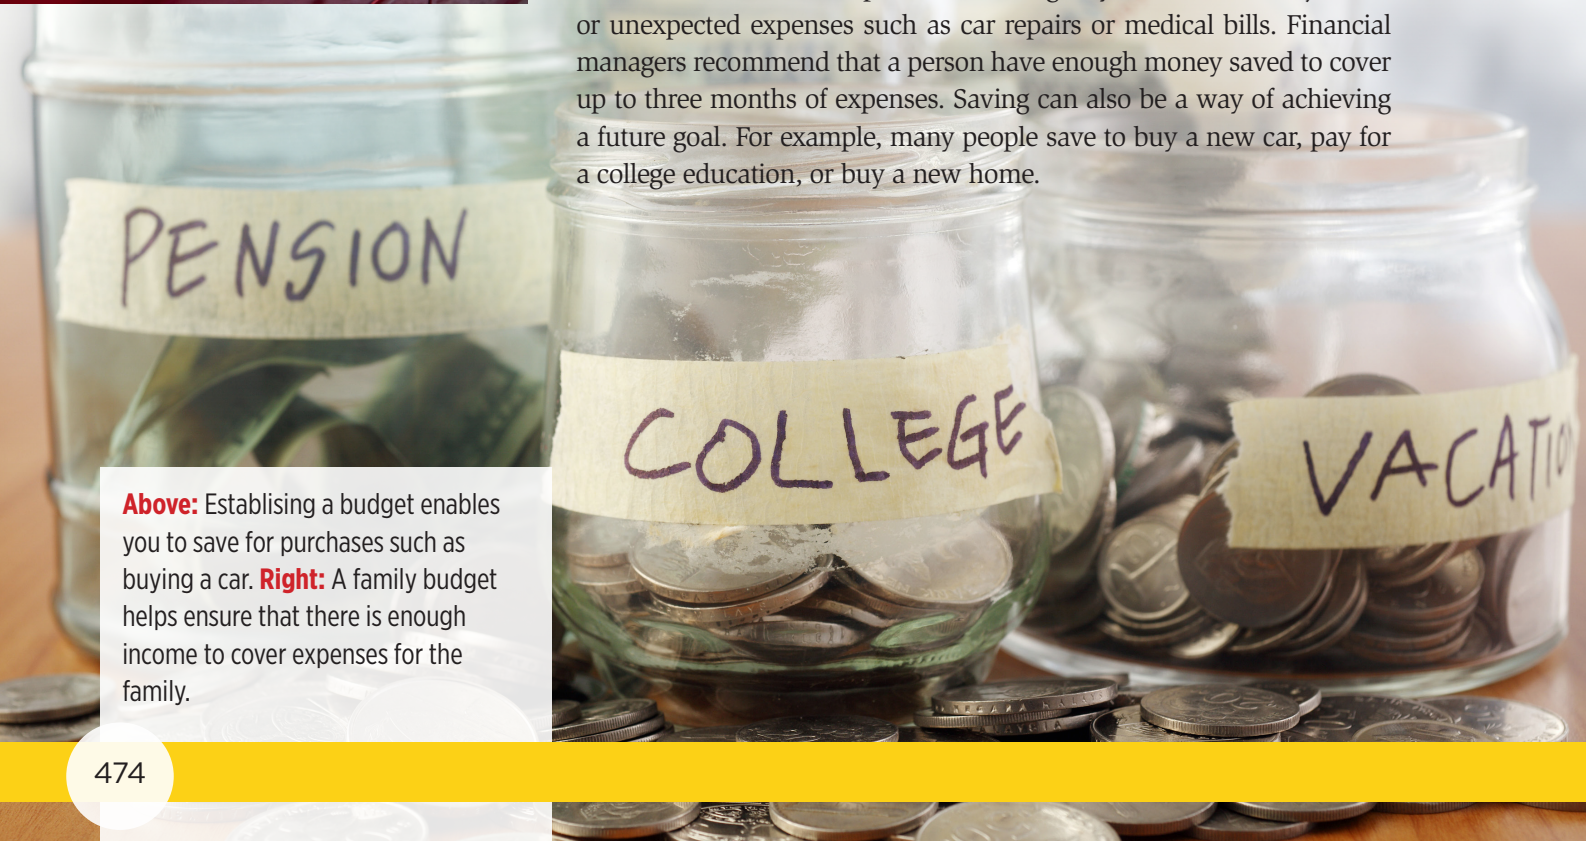 or unexpected expenses such as car repairs or medical bills. Financial
managers recommend that a person have enough money saved to cover
up to three months of expenses. Saving can also be a way of achieving
a future goal. For example, many people save to buy a new car, pay for
a college education, or buy a new home.
PENSION
COLLEGE
VACATIO
Above: Establising a budget enables
you to save for purchases such as
buying a car. Right: A family budget
helps ensure that there is enough
income to cover expenses for the
family.
474